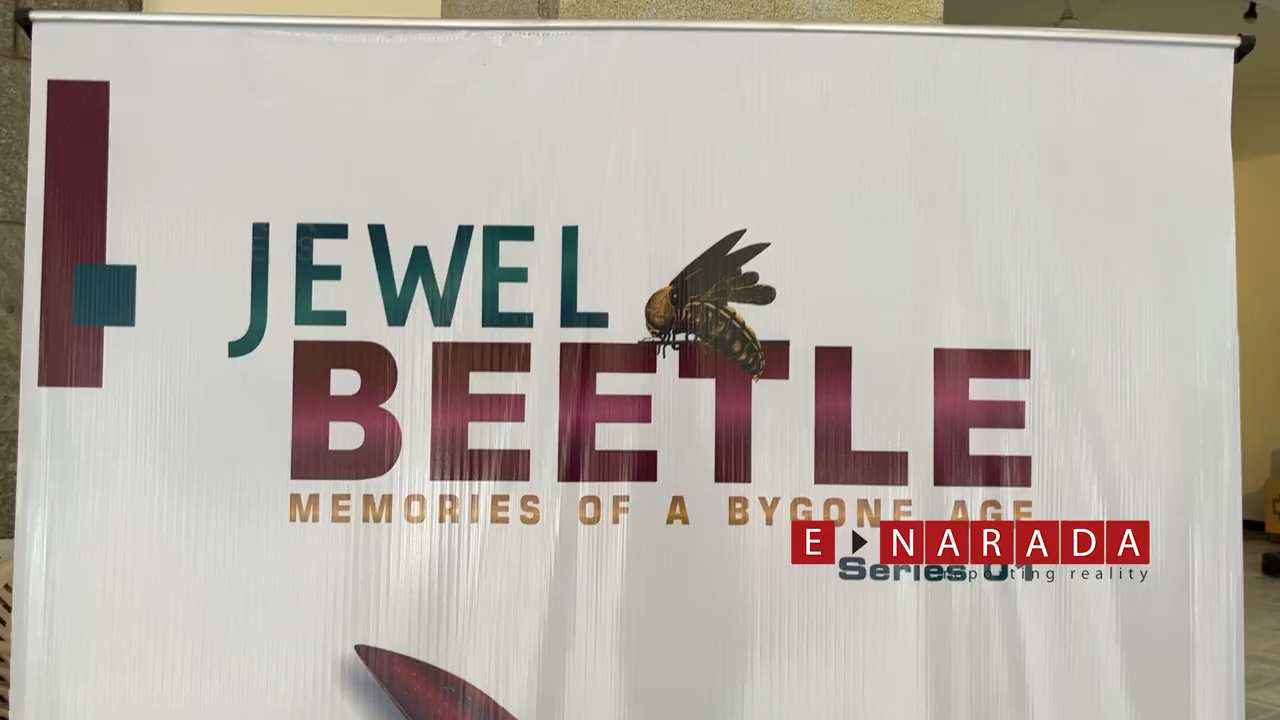 JEWEL
BEETLE
MEMORIES OF A BYGONE AGE
E NARADA
Series 01
reporting reality